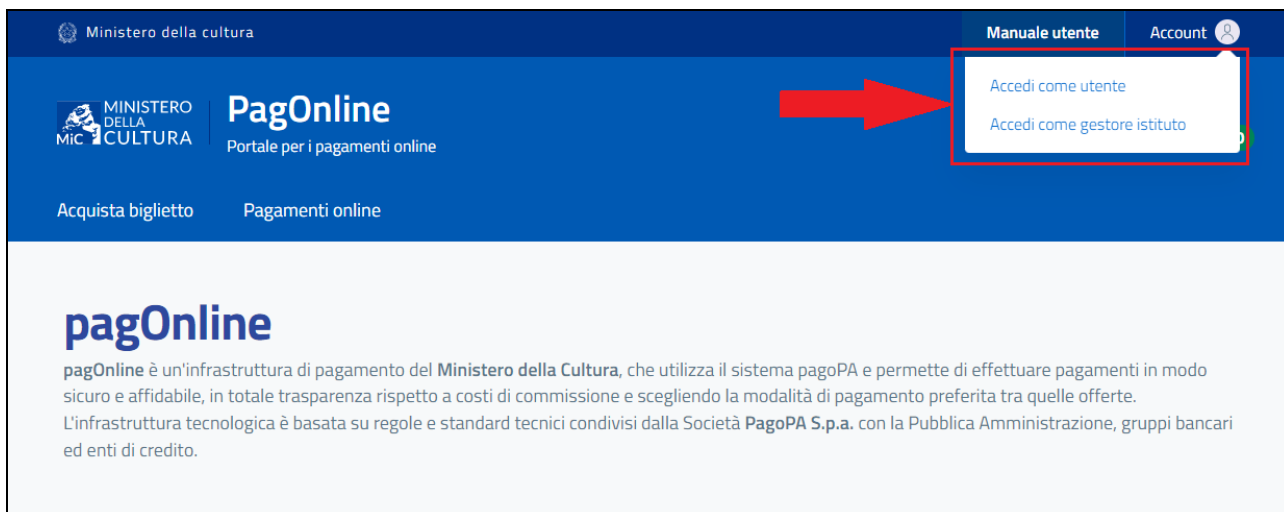 Ministero della cultura
Manuale utente
Account
Accedi come utente
Accedi come gestore istituto
MiC
MINISTERO
DELLA
CULTURA
PagOnline
Portale per i pagamenti online
Acquista biglietto
Pagamenti online
pagOnline
pagOnline è un'infrastruttura di pagamento del Ministero della Cultura, che utilizza il sistema pagoPA e permette di effettuare pagamenti in modo
sicuro e affidabile, in totale trasparenza rispetto a costi di commissione e scegliendo la modalità di pagamento preferita tra quelle offerte.
L'infrastruttura tecnologica è basata su regole e standard tecnici condivisi dalla Società PagoPA S.p.a. con la Pubblica Amministrazione, gruppi bancari
ed enti di credito.